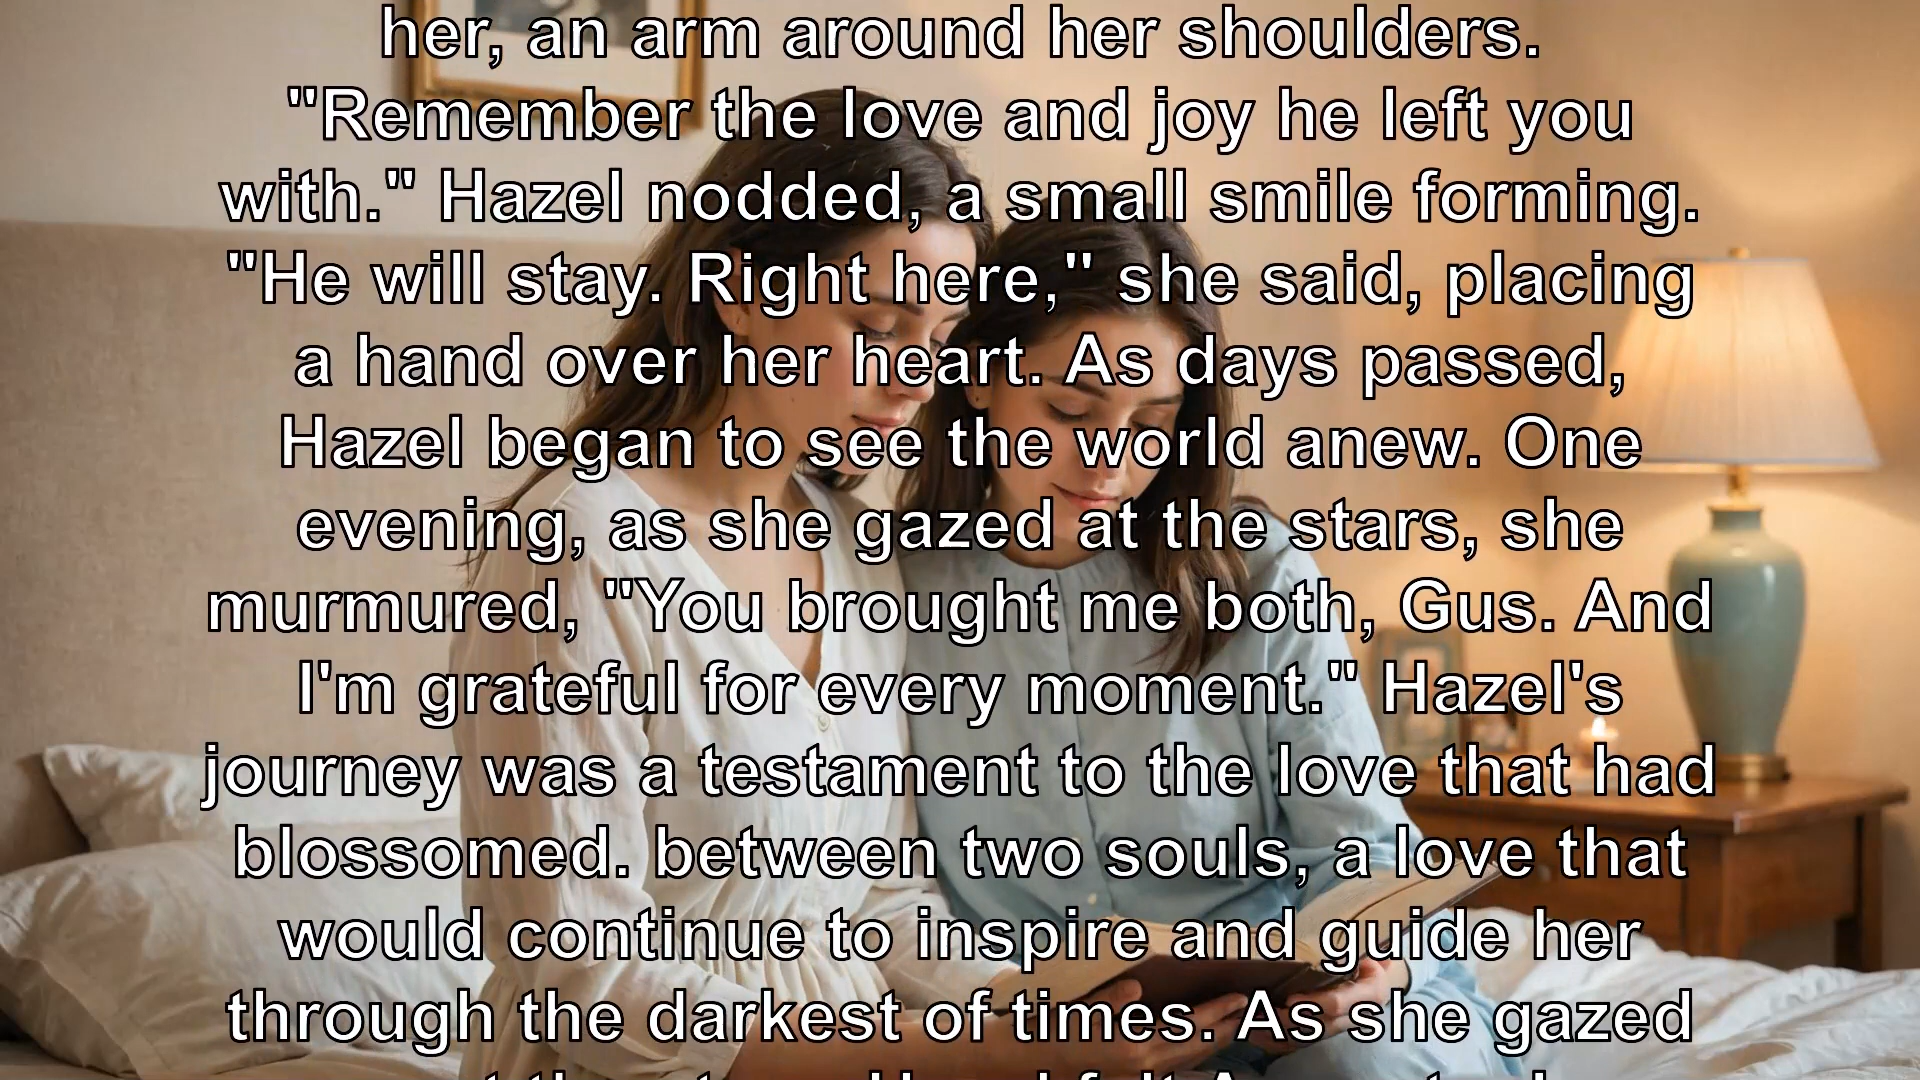 her, an arm around her shoulders.
"Remember the love and joy he left you
with." Hazel nodded, a small smile forming.
"He will stay. Right here," she said, placing
a hand over her heart. As days passed,
Hazel began to see the world anew. One
evening, as she gazed at the stars, she
murmured, "You brought me both, Gus. And
I'm grateful for every moment." Hazel's
journey was a testament to the love that had
blossomed. between two souls, a love that
would continue to inspire and guide her
through the darkest of times. As she gazed